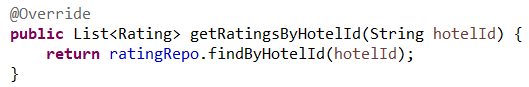 @Override
public List<Rating> getRatingsByHotelId(String hotelId) {
    return ratingRepo.findByHotelId(hotelId);
}